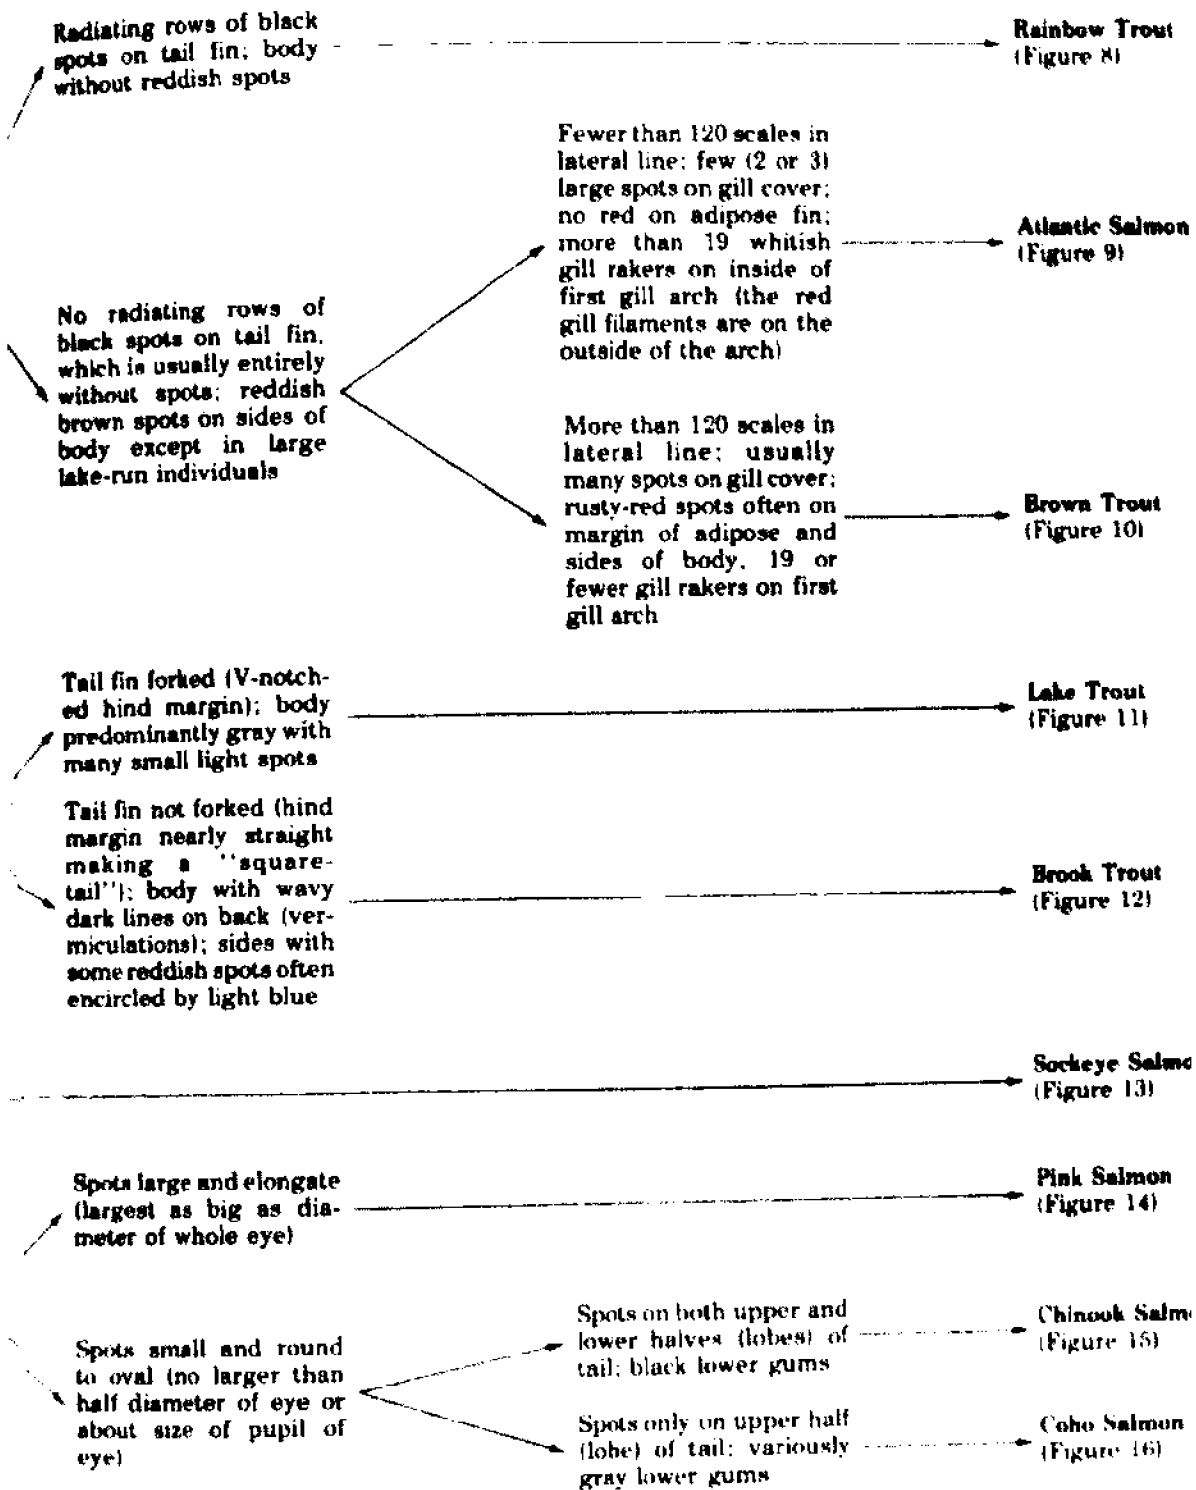 Radiating rows of black
spots on tail fin; body
without reddish spots
Rainbow Trout
(Figure 8)
Fewer than 120 scales in
lateral line; few (2 or 3)
large spots on gill cover;
no red on adipose fin;
more than 19 whitish
gill rakers on inside of
first gill arch (the red
gill filaments are on the
outside of the arch)
Atlantic Salmon
(Figure 9)
No radiating rows of
black spots on tail fin,
which is usually entirely
without spots; reddish
brown spots on sides of
body except in large
lake-run individuals
More than 120 scales in
lateral line; usually
many spots on gill cover;
rusty-red spots often on
margin of adipose and
sides of body, 19 or
fewer gill rakers on first
gill arch
Brown Trout
(Figure 10)
Tail fin forked (V-notch-
ed hind margin); body
predominantly gray with
many small light spots
Lake Trout
(Figure 11)
Tail fin not forked (hind
margin nearly straight
making a "square-
tail"); body with wavy
dark lines on back (ver-
miculations); sides with
some reddish spots often
encircled by light blue
Brook Trout
(Figure 12)
Sockeye Salmo
(Figure 13)
Spots large and elongate
(largest as big as dia-
meter of whole eye)
Pink Salmon
(Figure 14)
Spots small and round
to oval (no larger than
half diameter of eye or
about size of pupil of
eye)
Spots on both upper and
lower halves (lobes) of
tail; black lower gums
Chinook Salm
(Figure 15)
Spots only on upper half
(lobe) of tail; variously
gray lower gums
Coho Salmon
(Figure 16)